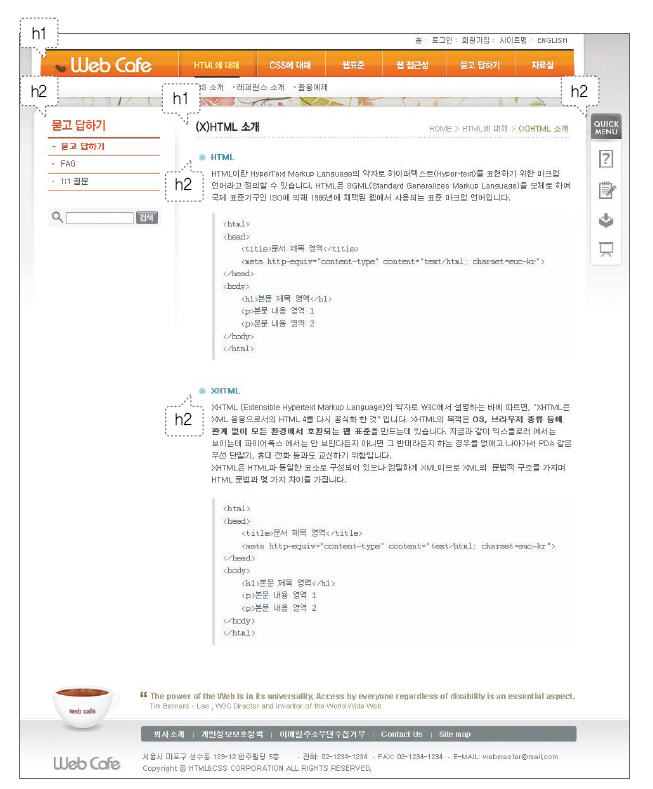 h1
홈 : 로그인 : 회원가입 : 사이트맵 : ENGLISH
Web Cafe
HTML에 대해 CSS에 대해 웹표준 웹 접근성 묻고 답하기 자료실
h2 소개 ·레퍼런스 소개 ·활용예제 h2
h1
묻고 답하기
(X)HTML 소개
HOME > HTML에 대해 > (X)HTML 소개
QUICK
MENU
- 묻고 답하기
· FAQ
· 1:1 질문
검색
HTML
h2
HTML이란 HyperText Markup Language의 약자로 하이퍼텍스트(Hyper-text)를 표현하기 위한 마크업
언어라고 정의할 수 있습니다. HTML은 SGML(Standard Generalizes Markup Language)을 모체로 하여
국제 표준기구인 ISO에 의해 1986년에 채택된 웹에서 사용되는 표준 마크업 언어입니다.
<html>
<head>
<title>문서 제목 영역</title>
<meta http-equiv="content-type" content="text/html; charset=euc-kr">
</head>
<body>
<h1>본문 제목 영역</h1>
<p>본문 내용 영역 1
<p>본문 내용 영역 2
</body>
</html>
XHTML
h2
XHTML (Extensible Hypertext Markup Language)의 약자로 W3C에서 설명하는 바에 따르면, "XHTML은
XML 응용으로서의 HTML 4를 다시 공식화 한 것" 입니다. XHTML의 목적은 OS, 브라우저 종류 등에
관계 없이 모든 환경에서 호환되는 웹 표준을 만드는데 있습니다. 지금과 같이 익스플로러 에서는
보이는데 파이어폭스 에서는 안 보인다든지 아니면 그 반대라든지 하는 경우를 없애고 나아가서 PDA 같은
무선 단말기, 휴대 전화 등과도 교신하기 위함입니다.
XHTML은 HTML과 동일한 요소로 구성되어 있으나 엄밀하게 XML이므로 XML의 문법적 구조를 가지며
HTML 문법과 몇 가지 차이를 가집니다.
<html>
<head>
<title>문서 제목 영역</title>
<meta http-equiv="content-type" content="text/html; charset=euc-kr">
</head>
<body>
<h1>본문 제목 영역</h1>
<p>본문 내용 영역 1
<p>본문 내용 영역 2
</body>
</html>
web cafe
“ The power of the Web is in its universality, Access by everyone regardless of disability is an essential aspect.
Tim Berners - Lee , W3C Director and inventor of the World Wide Web
회사소개 | 개인정보보호정책 | 이메일주소무단수집거부 | Contact Us | Site map
Web Cafe
서울시 마포구 상수동 123-12 한주빌딩 5층 · 전화: 02-1234-1234 · FAX: 02-1234-1234 · E-MAIL: webmaster@mail.com
Copyright @ HTML&CSS CORPORATION ALL RIGHTS RESERVED,